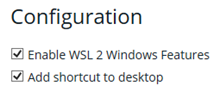 Configuration
Enable WSL 2 Windows Features
Add shortcut to desktop